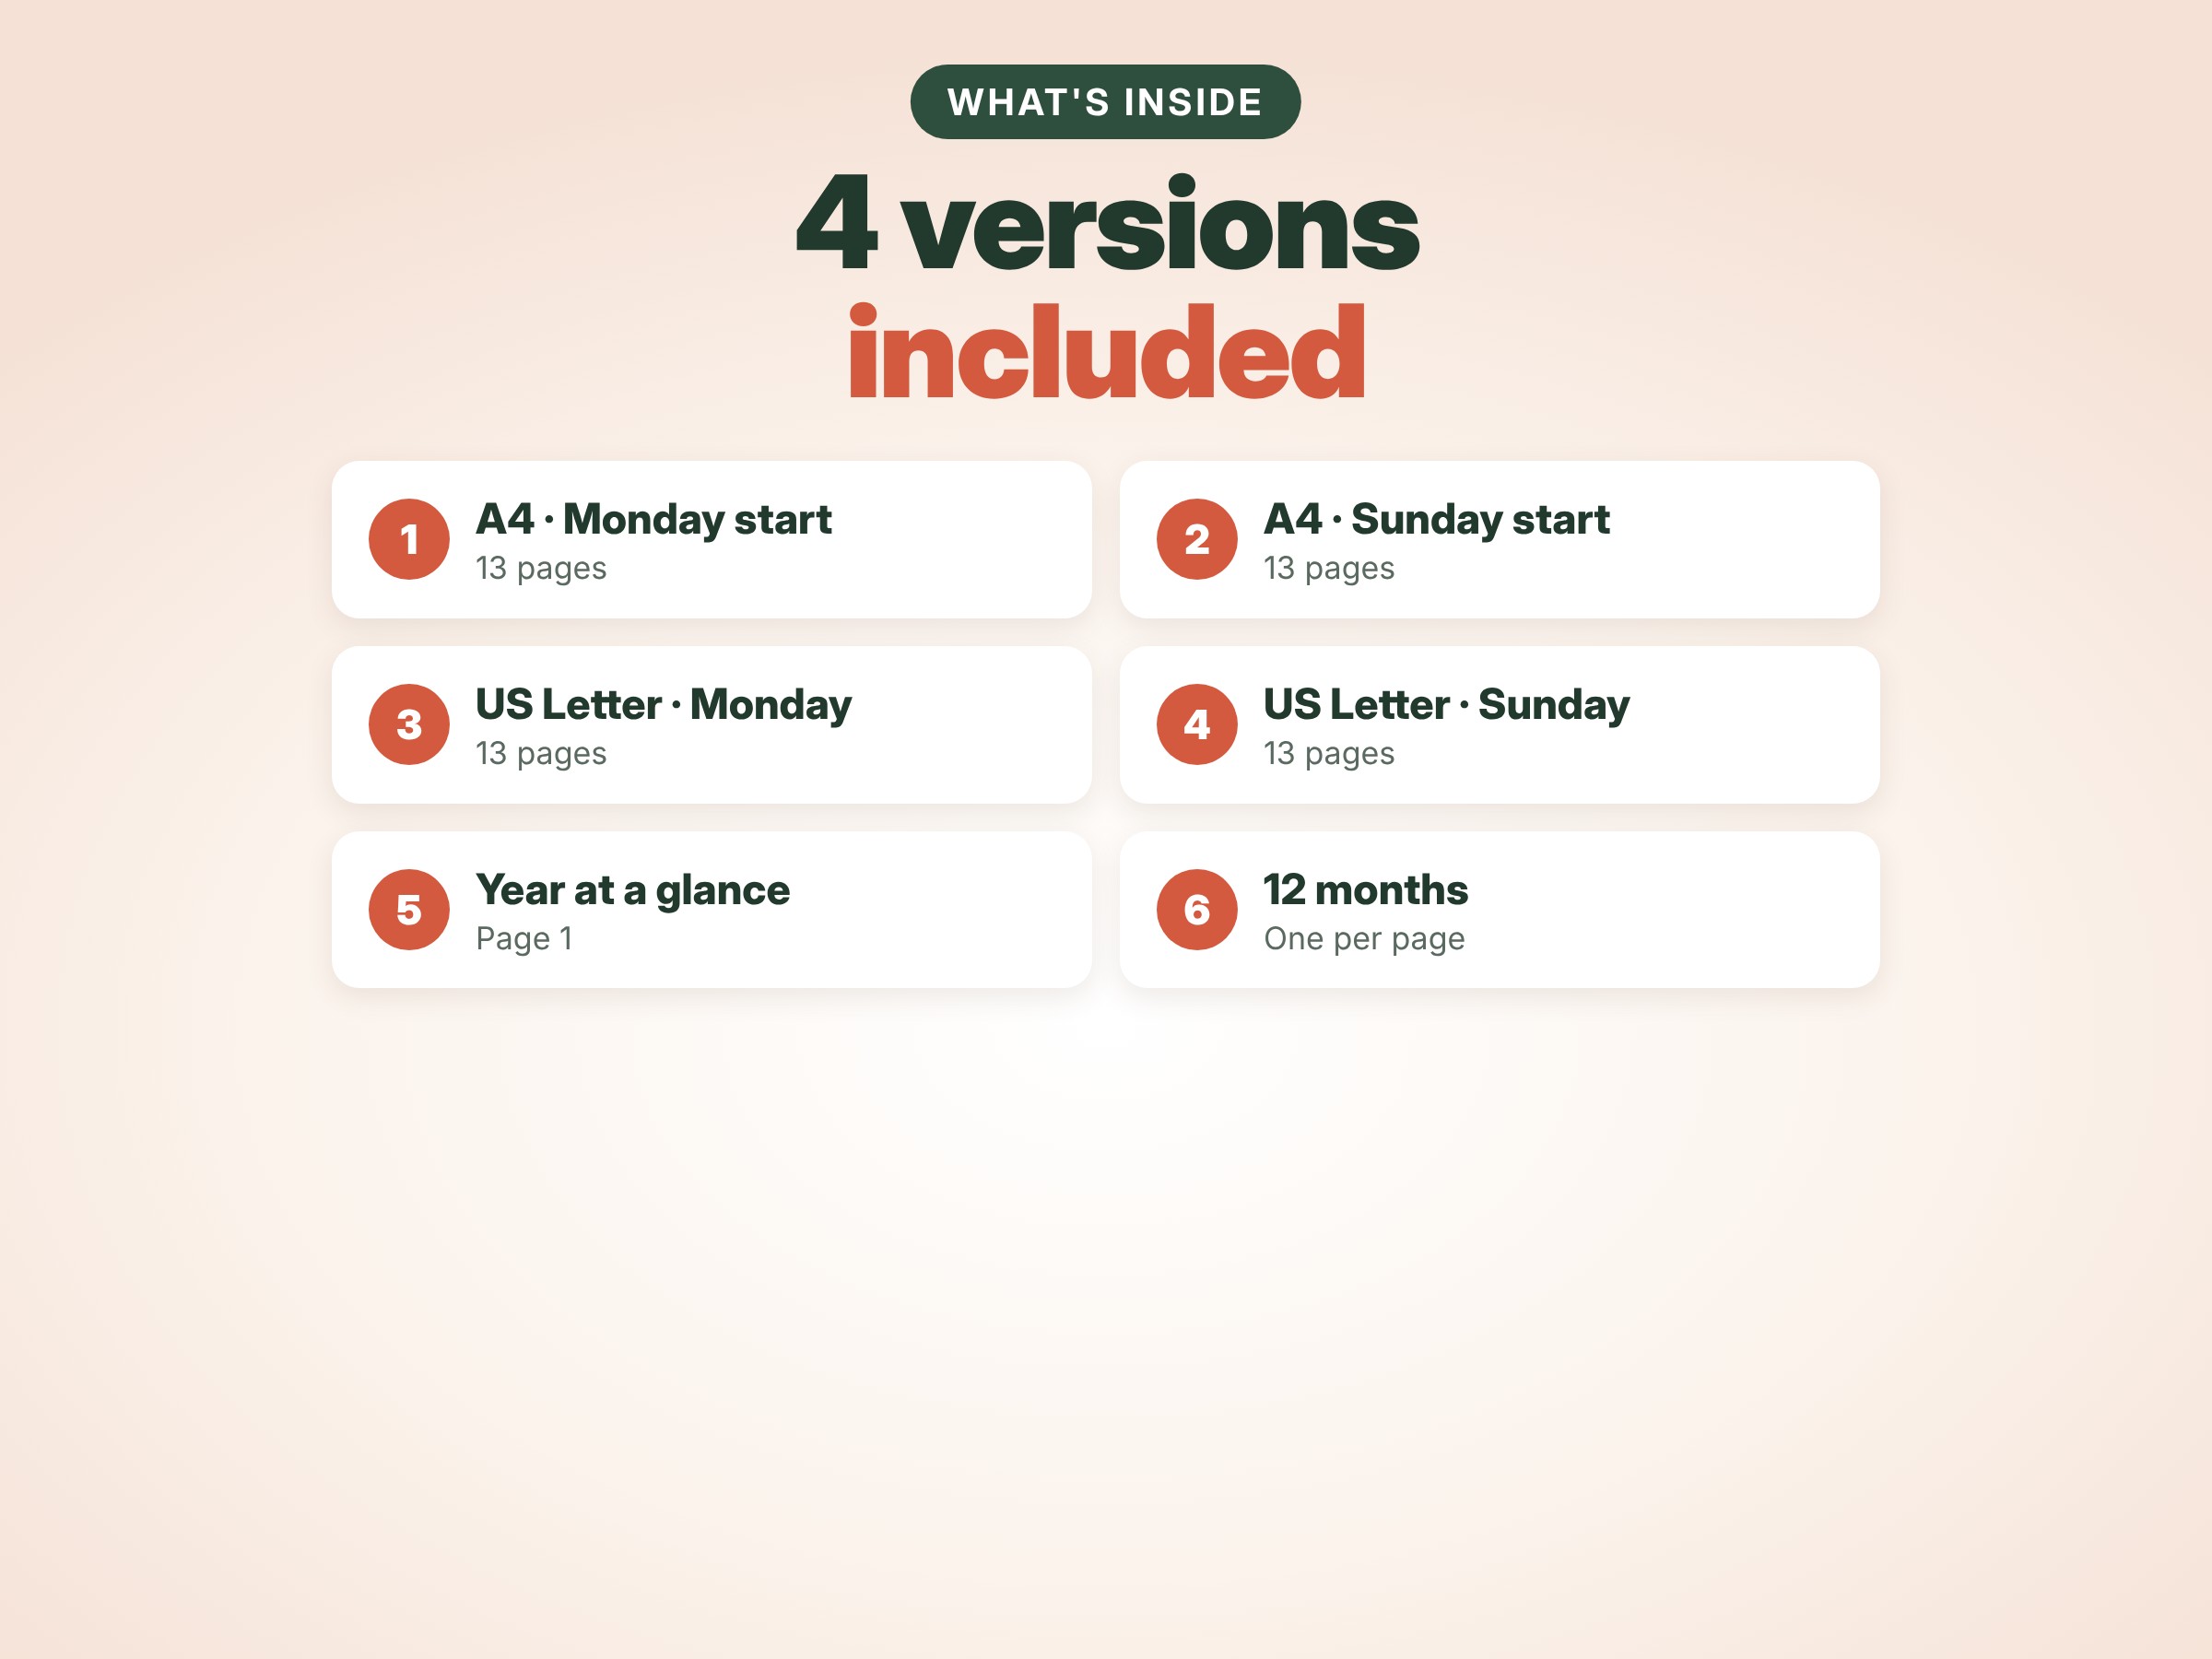 WHAT'S INSIDE
4 versions
included
1
A4 · Monday start
13 pages
2
A4 · Sunday start
13 pages
3
US Letter · Monday
13 pages
4
US Letter · Sunday
13 pages
5
Year at a glance
Page 1
6
12 months
One per page